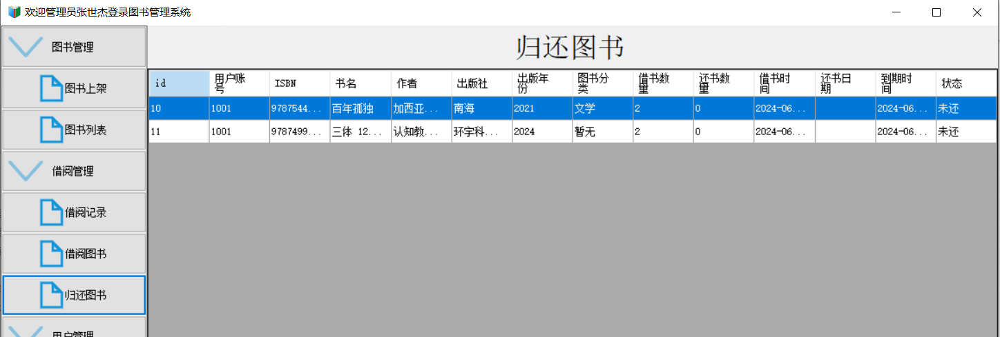 欢迎管理员张世杰登录图书管理系统
图书管理
图书上架
图书列表
借阅管理
借阅记录
借阅图书
归还图书
用户管理
归还图书
id 用户账号 ISBN 书名 作者 出版社 出版年份 图书分类 借书数量 还书数量 借书时间 还书日期 到期时间 状态
10 1001 9787544... 百年孤独 加西亚... 南海 2021 文学 2 0 2024-06... 2024-06... 未还
11 1001 9787499... 三体 12... 认知教... 环宇科... 2024 暂无 2 0 2024-06... 2024-06... 未还